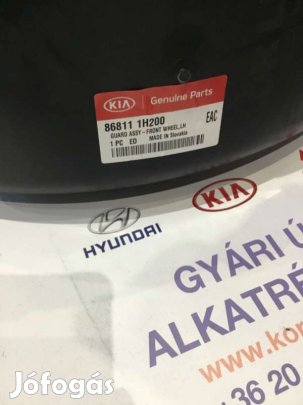 KIA Genuine Parts
86811 1H200
EAC
GUARD ASSY-FRONT WHEEL,LH
1 PC ED MADE IN Slovakia
HYUNDAI
KIA
GYÁRI Ú
ALKATRÉ
www.kor
36 20
Jófogás